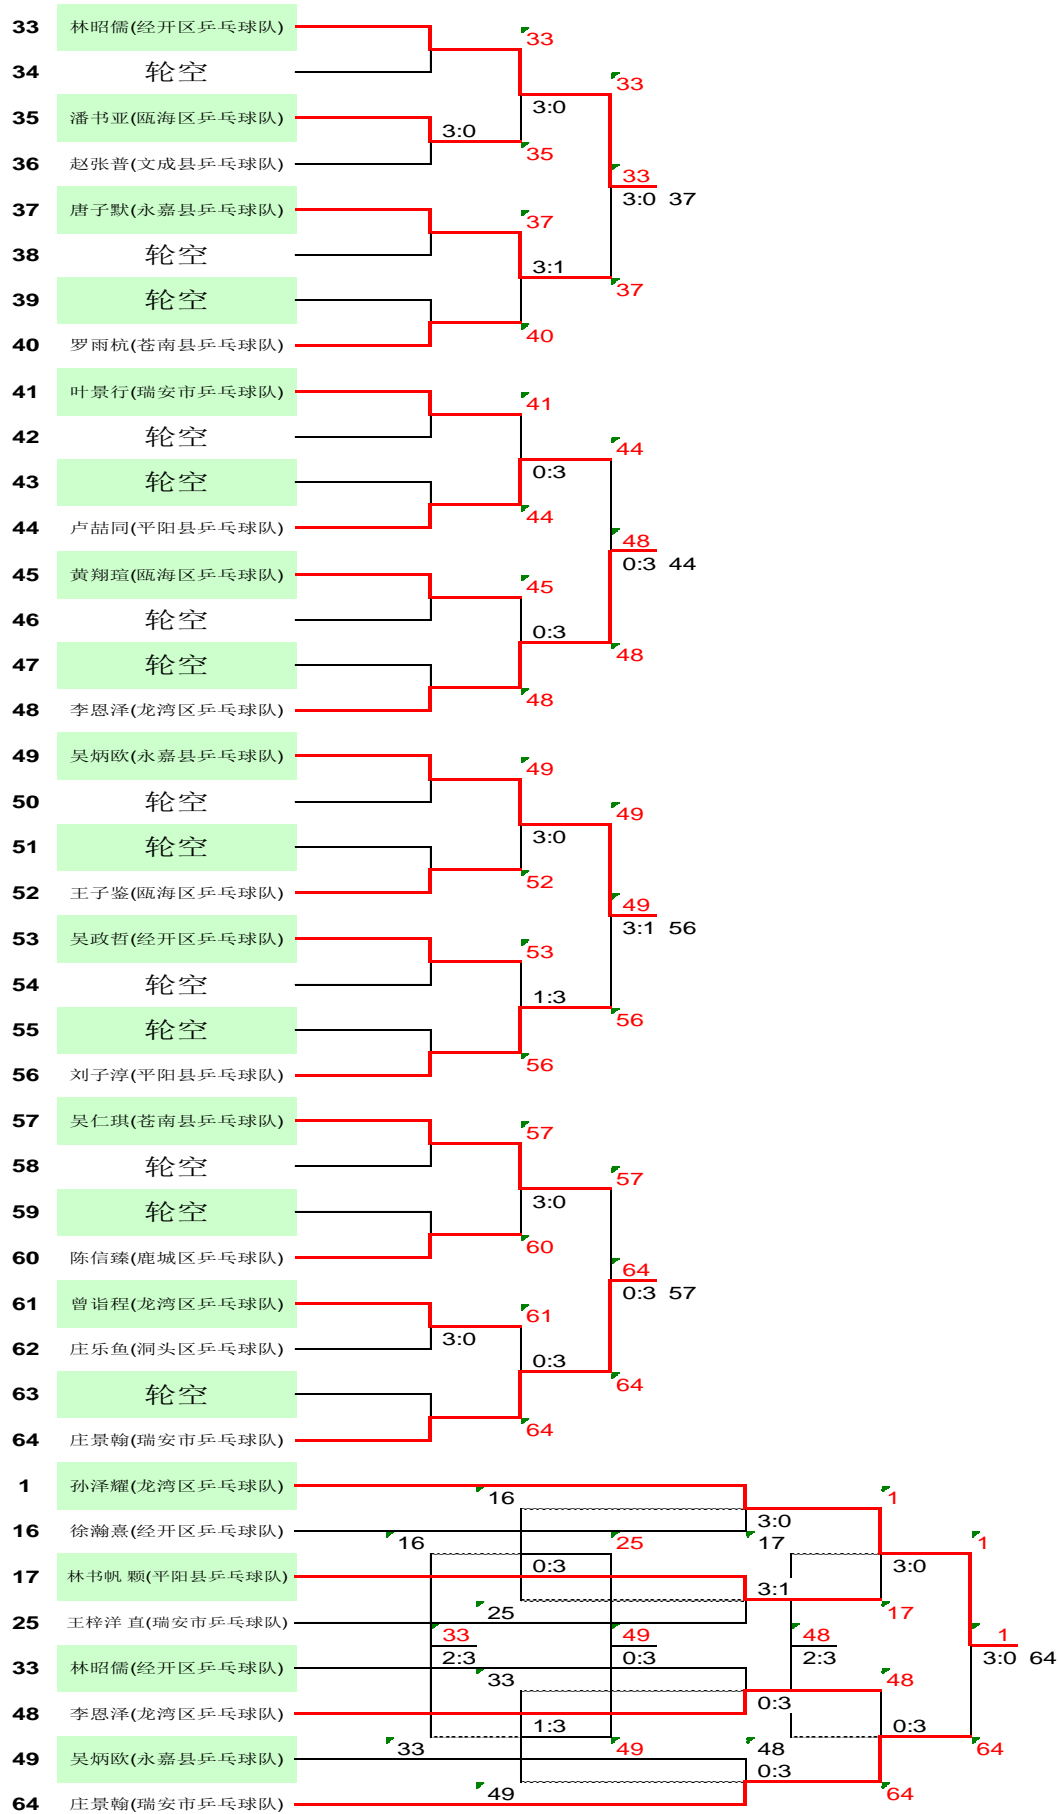 33 林昭儒(经开区乒乓球队)
33
34 轮空
33
3:0
35 潘书亚(瓯海区乒乓球队)
3:0
35
36 赵张普(文成县乒乓球队)
33
3:0 37
37 唐子默(永嘉县乒乓球队)
37
38 轮空
3:1
37
39 轮空
40
40 罗雨杭(苍南县乒乓球队)
41 叶景行(瑞安市乒乓球队)
41
42 轮空
44
0:3
43 轮空
44
44 卢喆同(平阳县乒乓球队)
48
0:3 44
45 黄翔瑄(瓯海区乒乓球队)
45
46 轮空
0:3
48
47 轮空
48
48 李恩泽(龙湾区乒乓球队)
49 吴炳欧(永嘉县乒乓球队)
49
50 轮空
49
3:0
51 轮空
52
52 王子鉴(瓯海区乒乓球队)
49
3:1 56
53 吴政哲(经开区乒乓球队)
53
54 轮空
1:3
56
55 轮空
56
56 刘子淳(平阳县乒乓球队)
57 吴仁琪(苍南县乒乓球队)
57
58 轮空
57
3:0
59 轮空
60
60 陈信臻(鹿城区乒乓球队)
64
0:3 57
61 曾诣程(龙湾区乒乓球队)
61
3:0
62 庄乐鱼(洞头区乒乓球队)
0:3
64
63 轮空
64
64 庄景翰(瑞安市乒乓球队)
1 孙泽耀(龙湾区乒乓球队)
16
1
3:0
16 徐瀚熹(经开区乒乓球队)
16
25
17
1
0:3
3:0
17 林书帆 颗(平阳县乒乓球队)
3:1
25
17
25 王梓洋 直(瑞安市乒乓球队)
33
49
48
1
2:3
0:3
2:3
3:0 64
33 林昭儒(经开区乒乓球队)
33
48
0:3
48 李恩泽(龙湾区乒乓球队)
1:3
0:3
33
49
48
64
49 吴炳欧(永嘉县乒乓球队)
0:3
49
64
64 庄景翰(瑞安市乒乓球队)